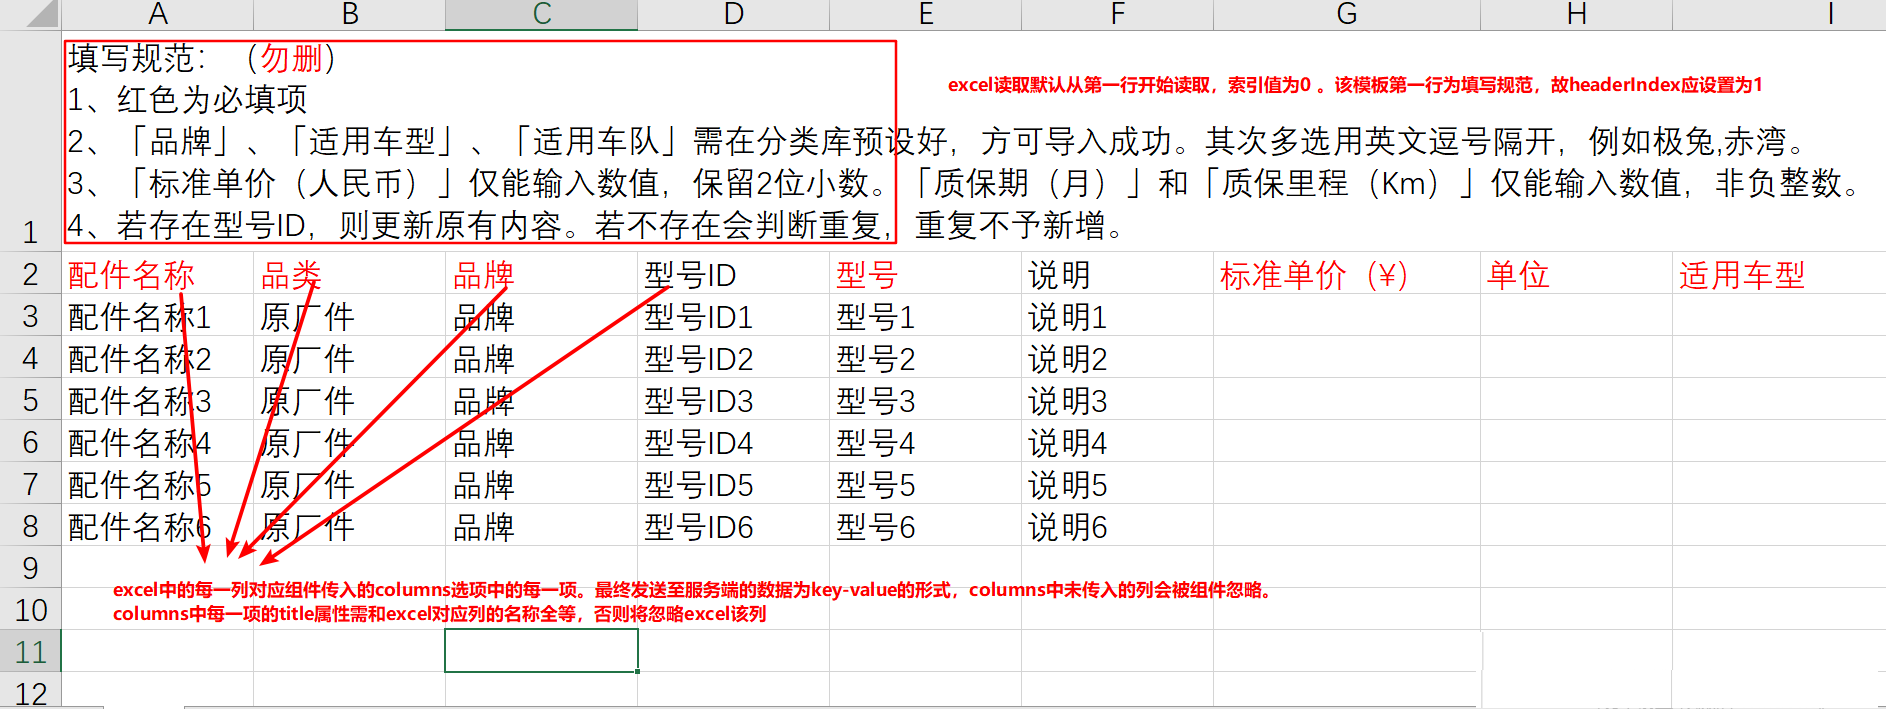 A B C D E F G H I
填写规范：（勿删）
1、红色为必填项
excel读取默认从第一行开始读取，索引值为0 。该模板第一行为填写规范，故headerIndex应设置为1
2、「品牌」、「适用车型」、「适用车队」需在分类库预设好，方可导入成功。其次多选用英文逗号隔开，例如极兔,赤湾。
3、「标准单价（人民币）」仅能输入数值，保留2位小数。「质保期（月）」和「质保里程（Km）」仅能输入数值，非负整数。
1 4、若存在型号ID，则更新原有内容。若不存在会判断重复，重复不予新增。
2 配件名称 品类 品牌 型号ID 型号 说明 标准单价（¥） 单位 适用车型
3 配件名称1 原厂件 品牌 型号ID1 型号1 说明1
4 配件名称2 原厂件 品牌 型号ID2 型号2 说明2
5 配件名称3 原厂件 品牌 型号ID3 型号3 说明3
6 配件名称4 原厂件 品牌 型号ID4 型号4 说明4
7 配件名称5 原厂件 品牌 型号ID5 型号5 说明5
8 配件名称6 原厂件 品牌 型号ID6 型号6 说明6
9
excel中的每一列对应组件传入的columns选项中的每一项。最终发送至服务端的数据为key-value的形式，columns中未传入的列会被组件忽略。
10
columns中每一项的title属性需和excel对应列的名称全等，否则将忽略excel该列
11
12